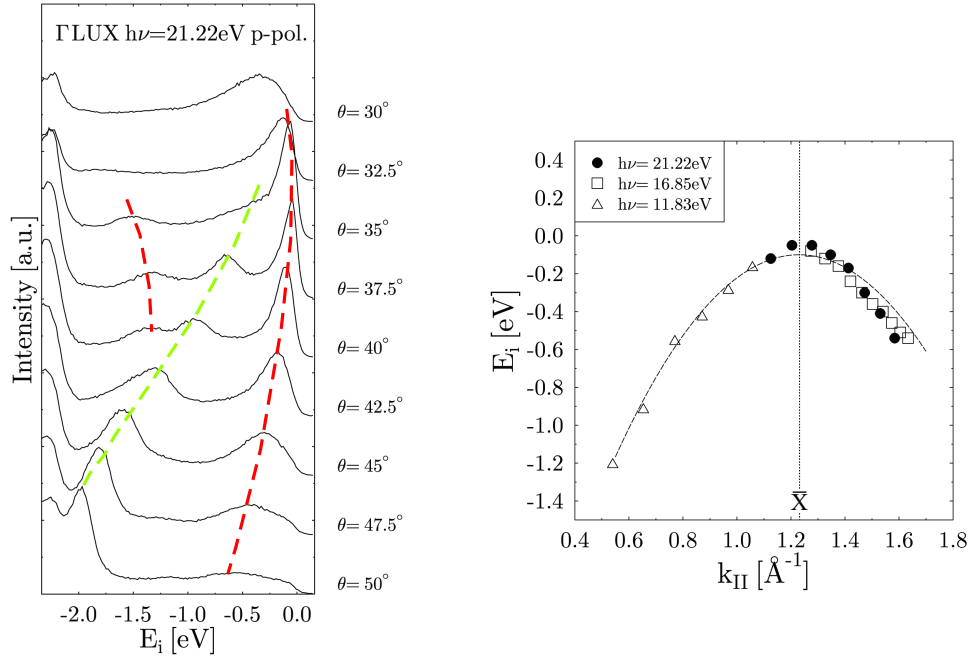 ΓLUX hν=21.22eV p-pol.
θ= 30°
θ= 32.5°
θ= 35°
θ= 37.5°
θ= 40°
θ= 42.5°
θ= 45°
θ= 47.5°
θ= 50°
Intensity [a.u.]
-2.0 -1.5 -1.0 -0.5 0.0
E_i [eV]
hν= 21.22eV
hν= 16.85eV
hν= 11.83eV
0.4
0.2
0.0
-0.2
-0.4
-0.6
-0.8
-1.0
-1.2
-1.4
E_i [eV]
X̅
0.4 0.6 0.8 1.0 1.2 1.4 1.6 1.8
k_II [Å⁻¹]